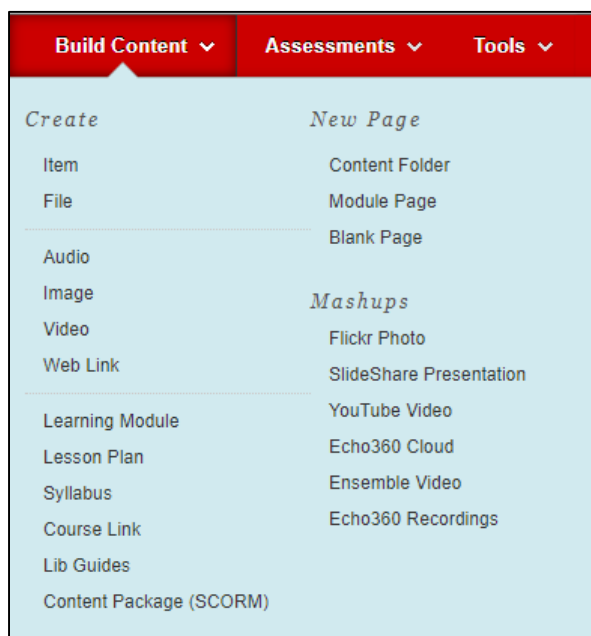 Build Content Assessments Tools
Create
Item
File
Audio
Image
Video
Web Link
Learning Module
Lesson Plan
Syllabus
Course Link
Lib Guides
Content Package (SCORM)
New Page
Content Folder
Module Page
Blank Page
Mashups
Flickr Photo
SlideShare Presentation
YouTube Video
Echo360 Cloud
Ensemble Video
Echo360 Recordings